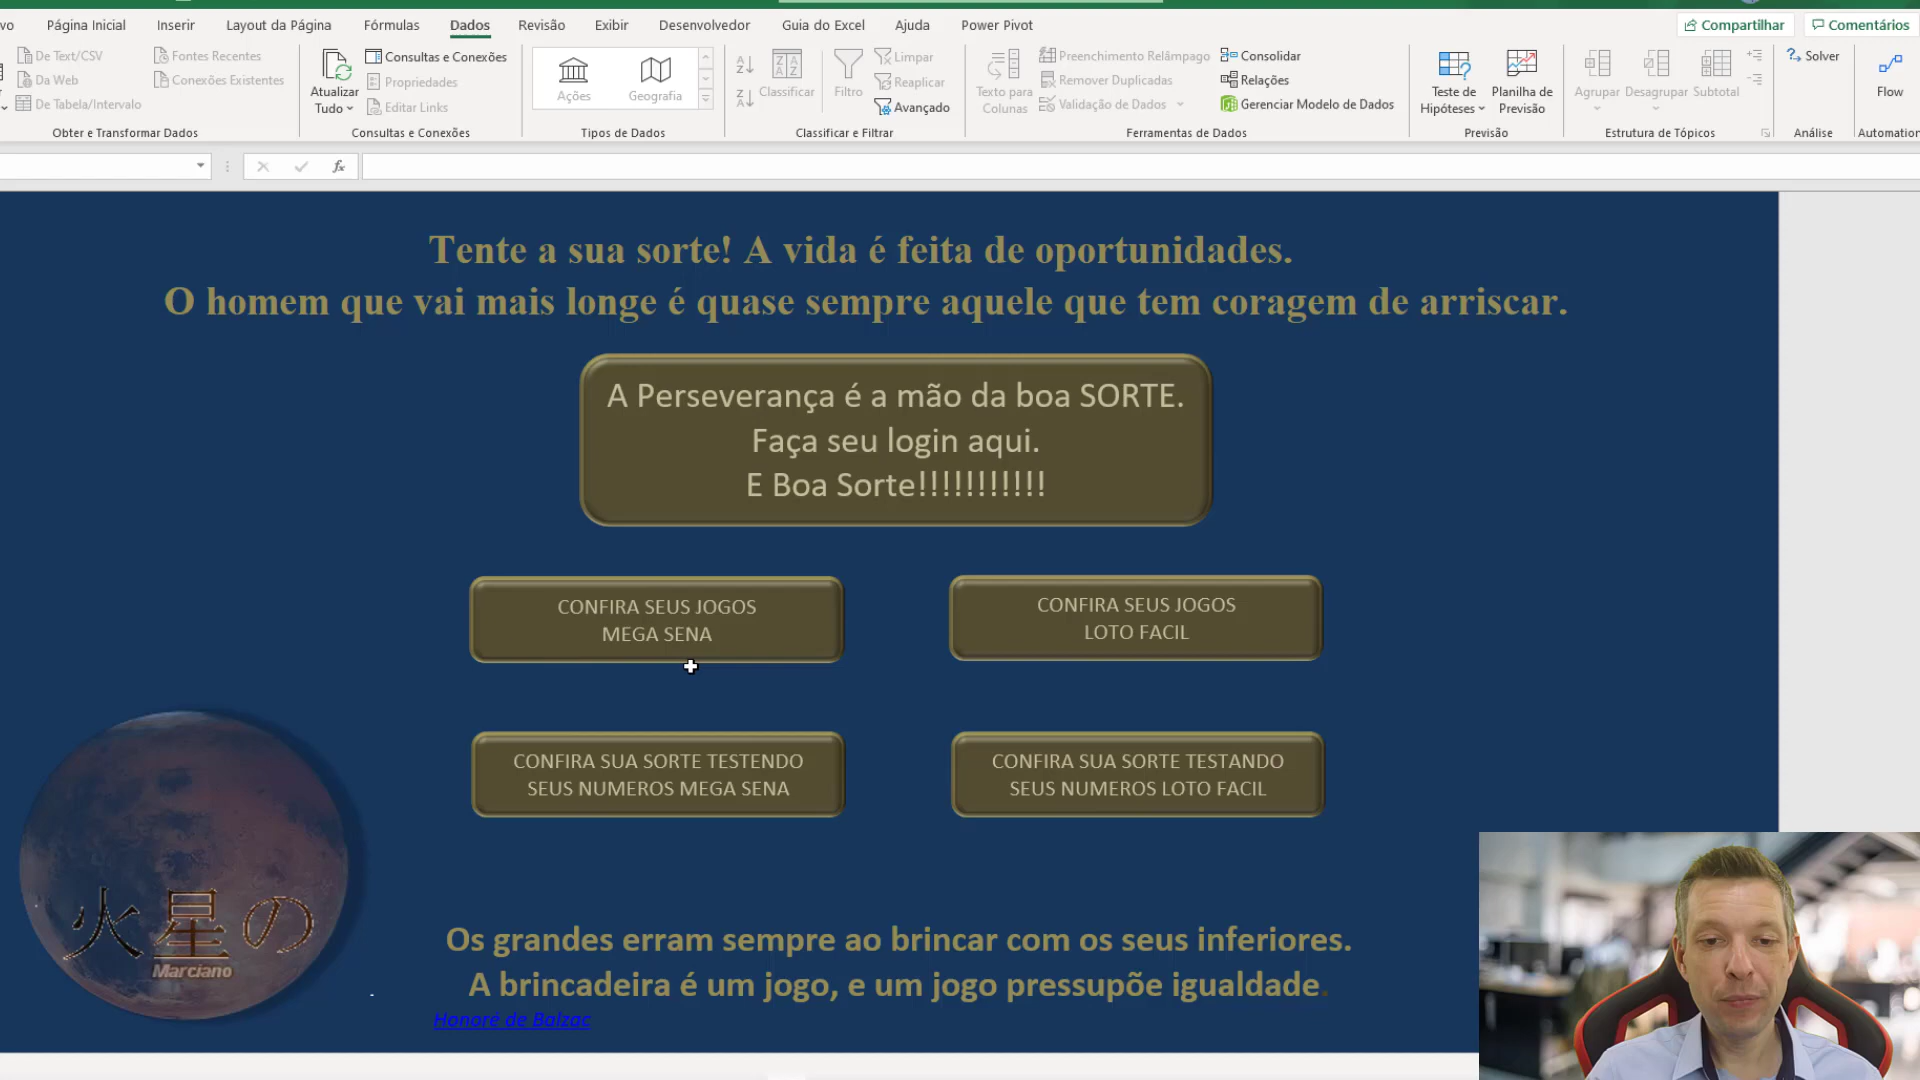 vo Página Inicial Inserir Layout da Página Fórmulas Dados Revisão Exibir Desenvolvedor Guia do Excel Ajuda Power Pivot Compartilhar Comentários
De Text/CSV
Da Web
De Tabela/Intervalo
Fontes Recentes
Conexões Existentes
Obter e Transformar Dados
Atualizar
Tudo
Consultas e Conexões
Propriedades
Editar Links
Consultas e Conexões
Ações
Geografia
Tipos de Dados
Classificar
Filtro
Limpar
Reaplicar
Avançado
Classificar e Filtrar
Texto para
Colunas
Preenchimento Relâmpago
Remover Duplicadas
Validação de Dados
Consolidar
Relações
Gerenciar Modelo de Dados
Ferramentas de Dados
Teste de
Hipóteses
Planilha de
Previsão
Previsão
Agrupar
Desagrupar
Subtotal
Estrutura de Tópicos
Solver
Análise
Flow
Automation
fx
Tente a sua sorte! A vida é feita de oportunidades.
O homem que vai mais longe é quase sempre aquele que tem coragem de arriscar.
A Perseverança é a mão da boa SORTE.
Faça seu login aqui.
E Boa Sorte!!!!!!!!!!!
CONFIRA SEUS JOGOS
MEGA SENA
CONFIRA SEUS JOGOS
LOTO FACIL
CONFIRA SUA SORTE TESTENDO
SEUS NUMEROS MEGA SENA
CONFIRA SUA SORTE TESTANDO
SEUS NUMEROS LOTO FACIL
火星の
Marciano
Os grandes erram sempre ao brincar com os seus inferiores.
A brincadeira é um jogo, e um jogo pressupõe igualdade.
Honoré de Balzac